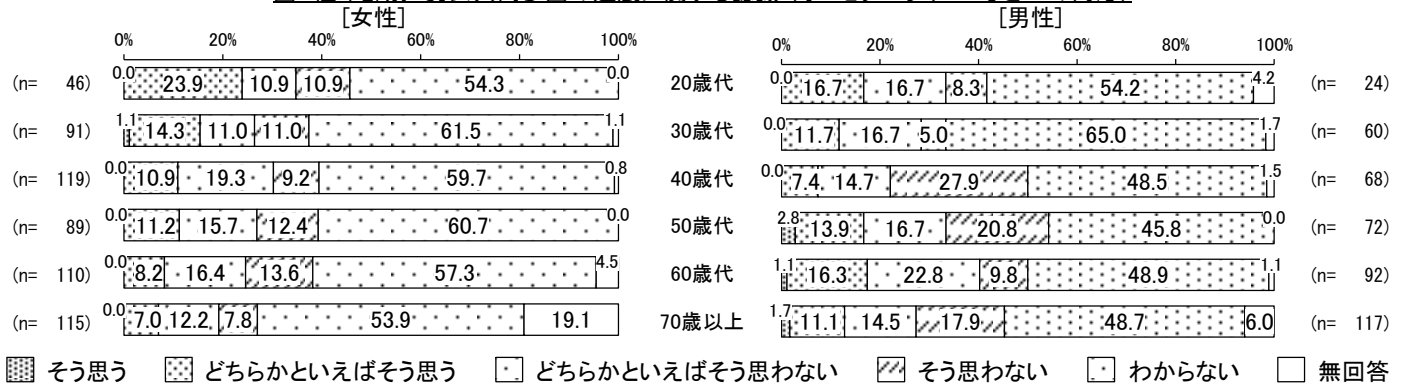 [女性] [男性]
0% 20% 40% 60% 80% 100% 0% 20% 40% 60% 80% 100%
(n= 46) 0.0 23.9 10.9 10.9 54.3 0.0 20歳代 0.0 16.7 16.7 8.3 54.2 4.2 (n= 24)
(n= 91) 1.1 14.3 11.0 11.0 61.5 1.1 30歳代 0.0 11.7 16.7 5.0 65.0 1.7 (n= 60)
(n= 119) 0.0 10.9 19.3 9.2 59.7 0.8 40歳代 0.0 7.4 14.7 27.9 48.5 1.5 (n= 68)
(n= 89) 0.0 11.2 15.7 12.4 60.7 0.0 50歳代 2.8 13.9 16.7 20.8 45.8 0.0 (n= 72)
(n= 110) 0.0 8.2 16.4 13.6 57.3 4.5 60歳代 1.1 16.3 22.8 9.8 48.9 1.1 (n= 92)
(n= 115) 0.0 7.0 12.2 7.8 53.9 19.1 70歳以上 1.7 11.1 14.5 17.9 48.7 6.0 (n= 117)
そう思う どちらかといえばそう思う どちらかといえばそう思わない そう思わない わからない 無回答